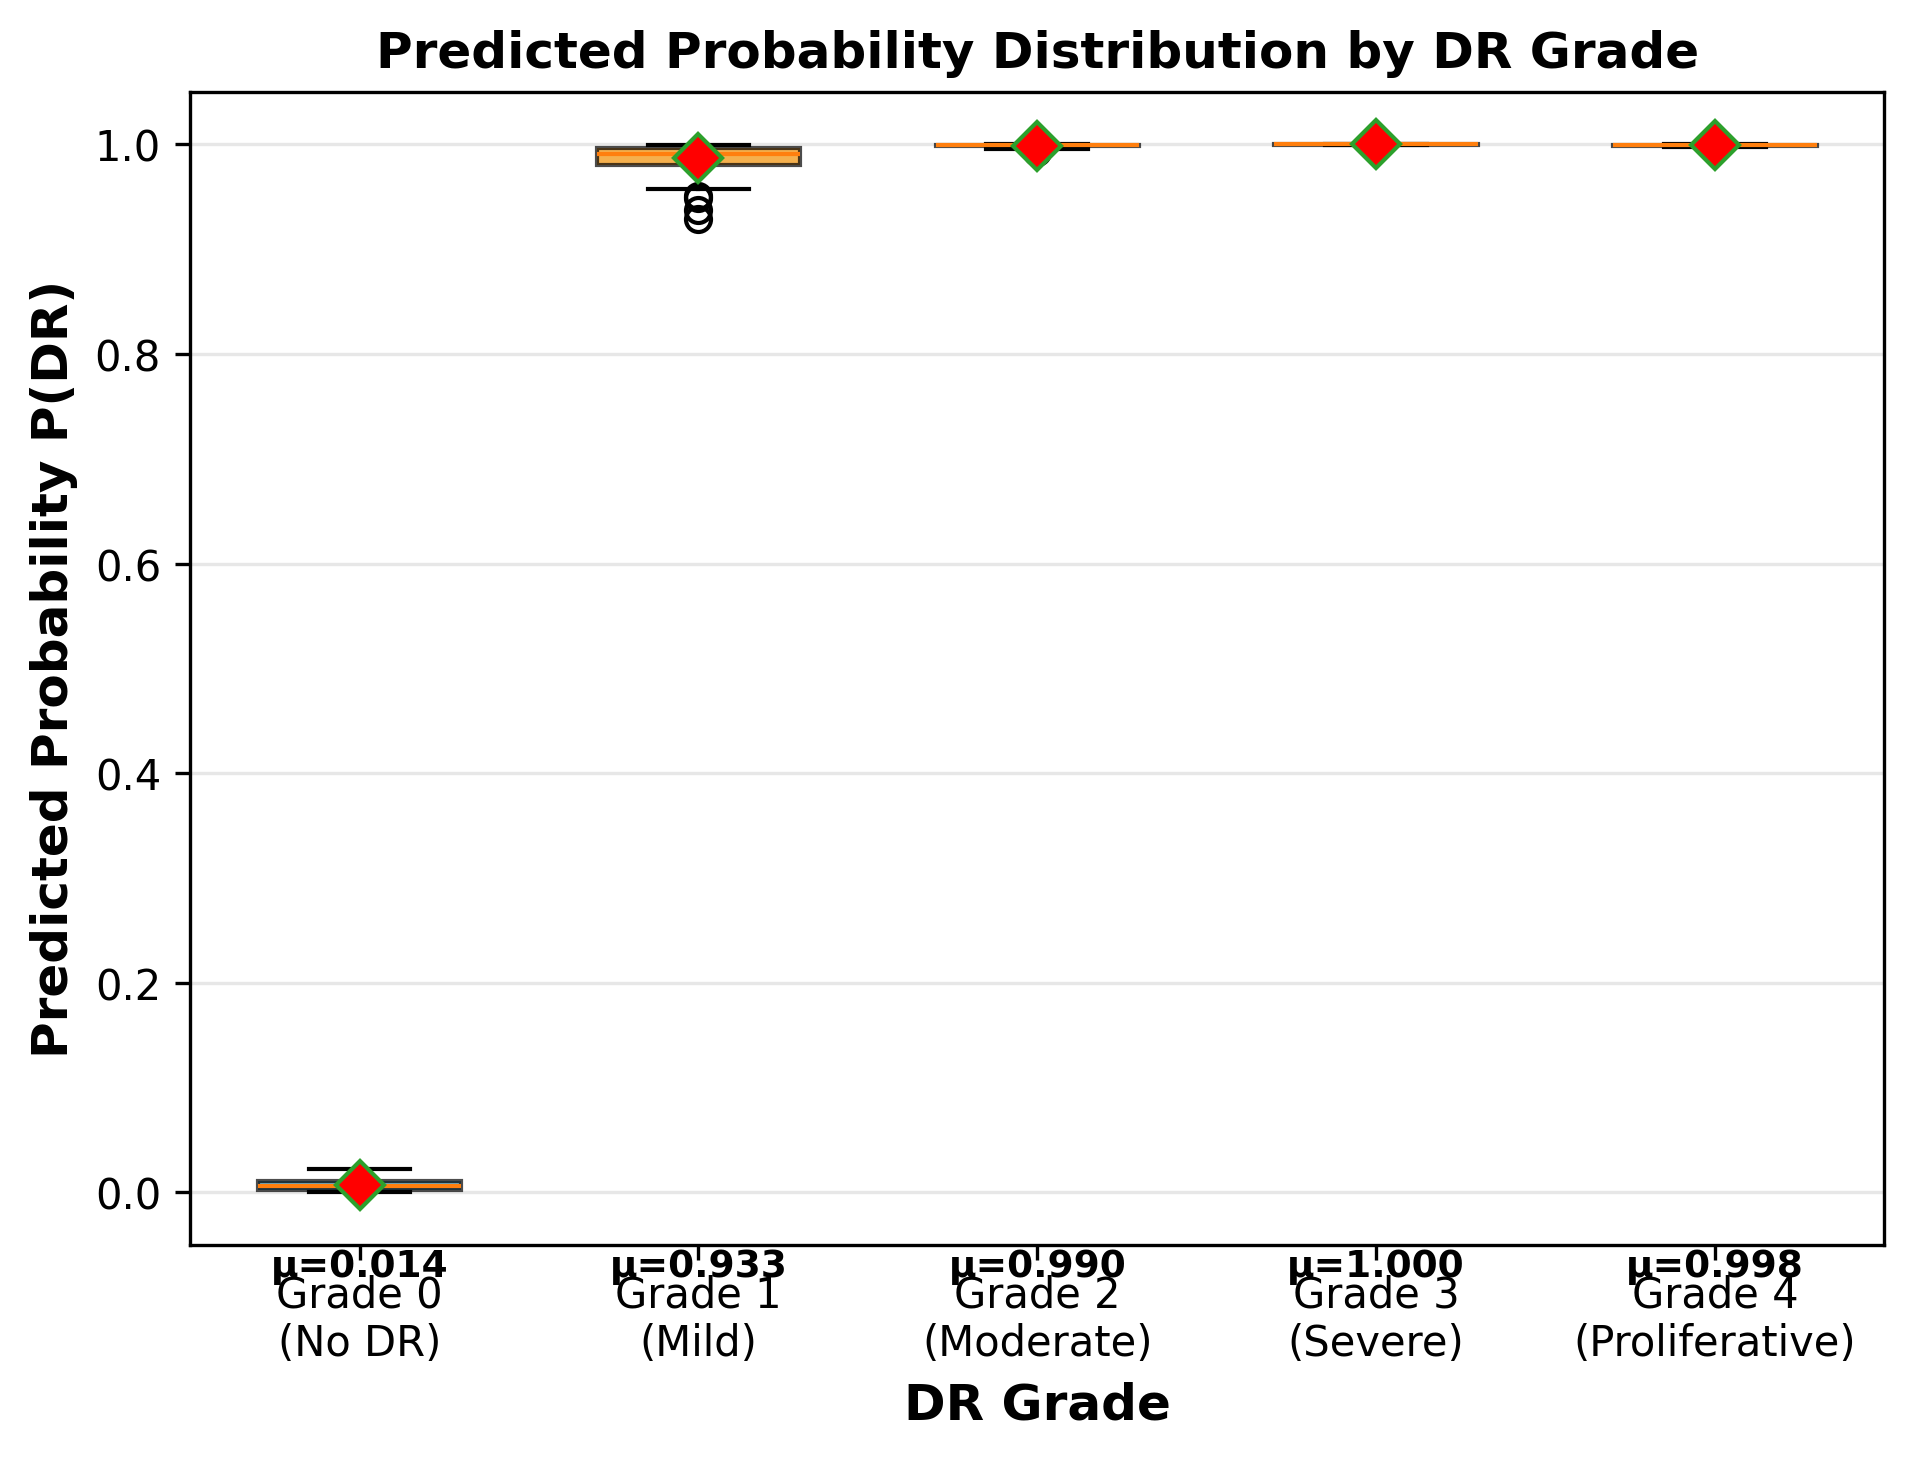 Predicted Probability Distribution by DR Grade
Predicted Probability P(DR)
1.0
0.8
0.6
0.4
0.2
0.0
µ=0.014 µ=0.933 µ=0.990 µ=1.000 µ=0.998
Grade 0 Grade 1 Grade 2 Grade 3 Grade 4
(No DR) (Mild) (Moderate) (Severe) (Proliferative)
DR Grade